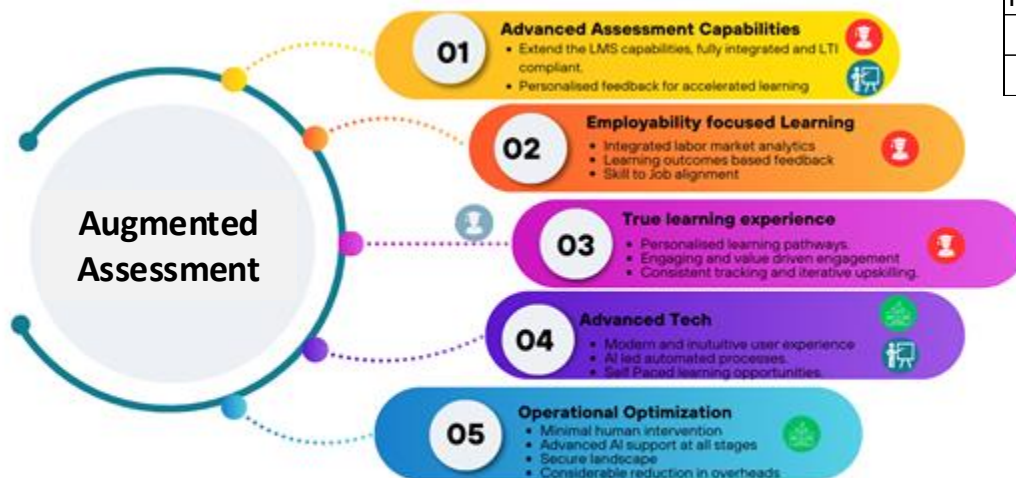 Augmented
Assessment
01
Advanced Assessment Capabilities
• Extend the LMS capabilities, fully integrated and LTI
compliant.
• Personalised feedback for accelerated learning
02
Employability focused Learning
• Integrated labor market analytics
• Learning outcomes based feedback
• Skill to Job alignment
03
True learning experience
• Personalised learning pathways.
• Engaging and value driven engagement
• Consistent tracking and iterative upskilling.
04
Advanced Tech
• Modern and inutuitive user experience
• AI led automated processes.
• Self Paced learning opportunities.
05
Operational Optimization
• Minimal human intervention
• Advanced AI support at all stages
• Secure landscape
• Considerable reduction in overheads